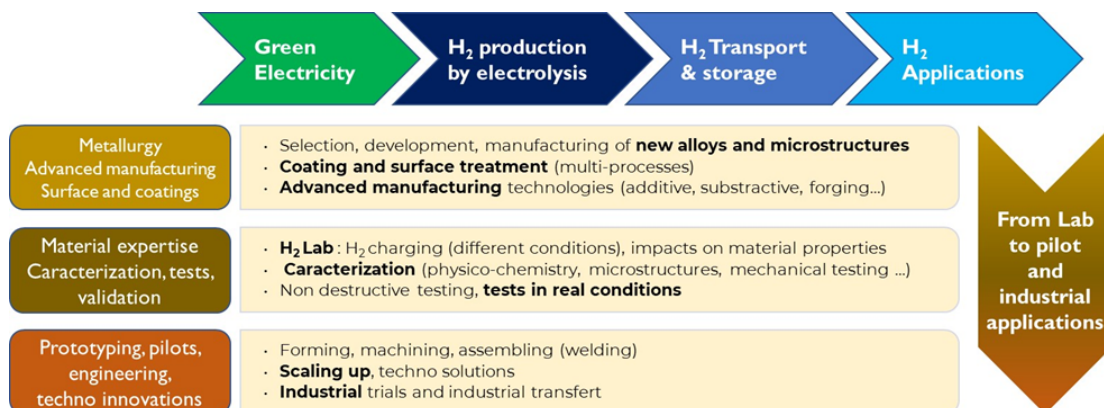 Green
Electricity
H₂ production
by electrolysis
H₂ Transport
& storage
H₂
Applications
Metallurgy
Advanced manufacturing
Surface and coatings
· Selection, development, manufacturing of new alloys and microstructures
· Coating and surface treatment (multi-processes)
· Advanced manufacturing technologies (additive, substractive, forging...)
Material expertise
Caracterization, tests,
validation
· H₂ Lab : H₂ charging (different conditions), impacts on material properties
· Caracterization (physico-chemistry, microstructures, mechanical testing ...)
· Non destructive testing, tests in real conditions
Prototyping, pilots,
engineering,
techno innovations
· Forming, machining, assembling (welding)
· Scaling up, techno solutions
· Industrial trials and industrial transfert
From Lab
to pilot
and
industrial
applications